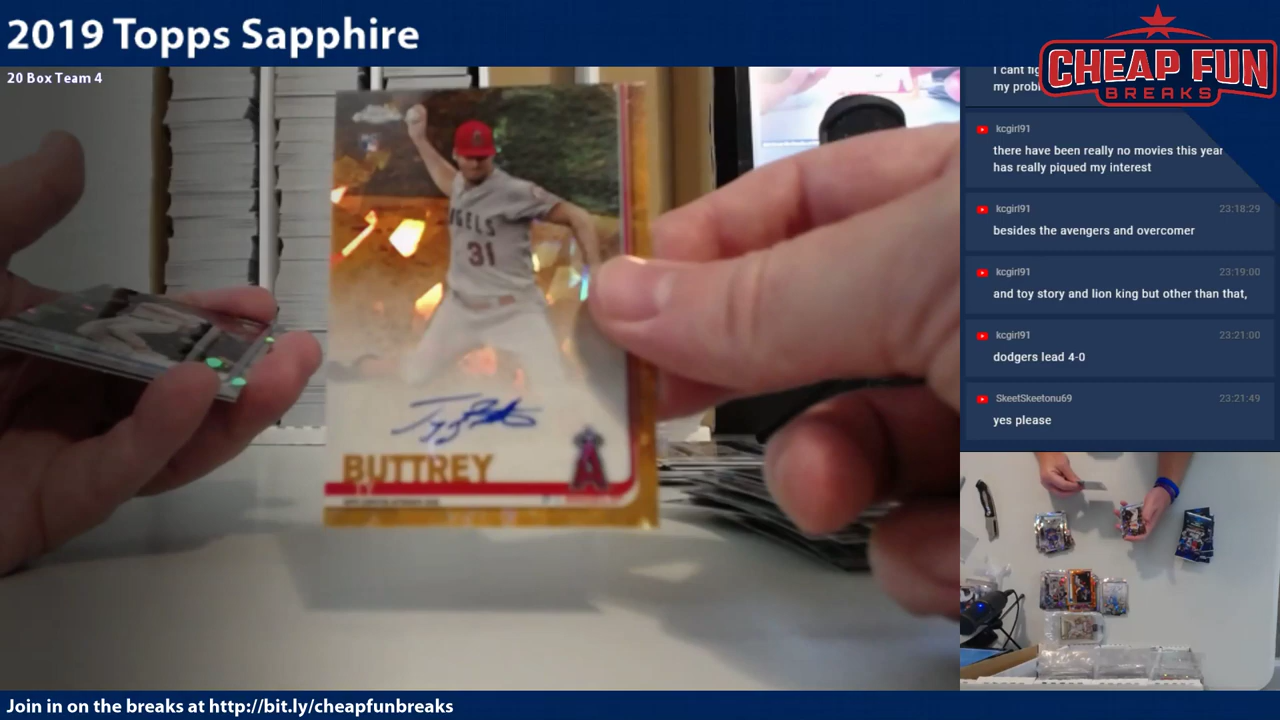 2019 Topps Sapphire
20 Box Team 4
CHEAP FUN
BREAKS
I cant
my
kcgirl91
there have been really no movies this year
has really piqued my interest
kcgirl91 23:18:29
besides the avengers and overcomer
kcgirl91 23:19:00
and toy story and lion king but other than that,
kcgirl91 23:21:00
dodgers lead 4-0
SkeetSkeetonu69 23:21:49
yes please
31
BUTTREY
Join in on the breaks at http://bit.ly/cheapfunbreaks